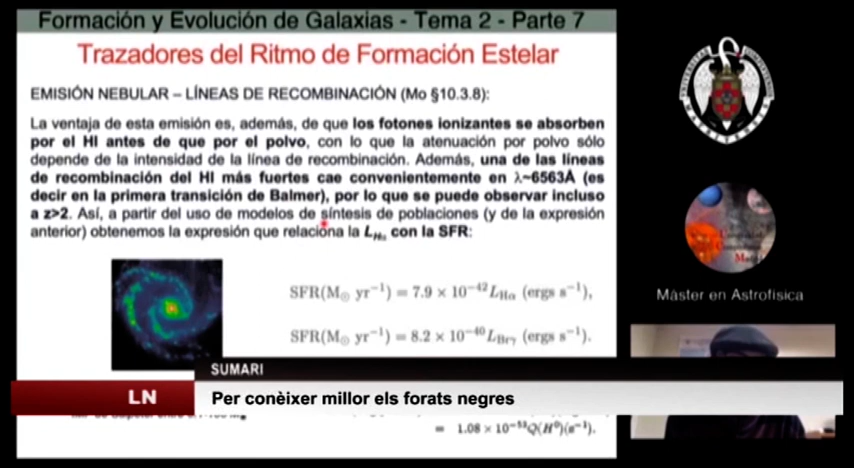 Formación y Evolución de Galaxias - Tema 2 - Parte 7
Trazadores del Ritmo de Formación Estelar
EMISIÓN NEBULAR – LÍNEAS DE RECOMBINACIÓN (Mo §10.3.8):
La ventaja de esta emisión es, además, de que los fotones ionizantes se absorben
por el HI antes de que por el polvo, con lo que la atenuación por polvo sólo
depende de la intensidad de la línea de recombinación. Además, una de las líneas
de recombinación del HI más fuertes cae convenientemente en λ~6563Å (es
decir en la primera transición de Balmer), por lo que se puede observar incluso
a z>2. Así, a partir del uso de modelos de síntesis de poblaciones (y de la expresión
anterior) obtenemos la expresión que relaciona la L_Hα con la SFR:
SFR(M⊙ yr⁻¹) = 7.9 × 10⁻⁴² L_Hα (ergs s⁻¹),
SFR(M⊙ yr⁻¹) = 8.2 × 10⁻⁴⁰ L_Brγ (ergs s⁻¹).
= 1.08 × 10⁻⁵³ Q(H⁰)(s⁻¹).
Máster en Astrofísica
SUMARI
LN
Per conèixer millor els forats negres